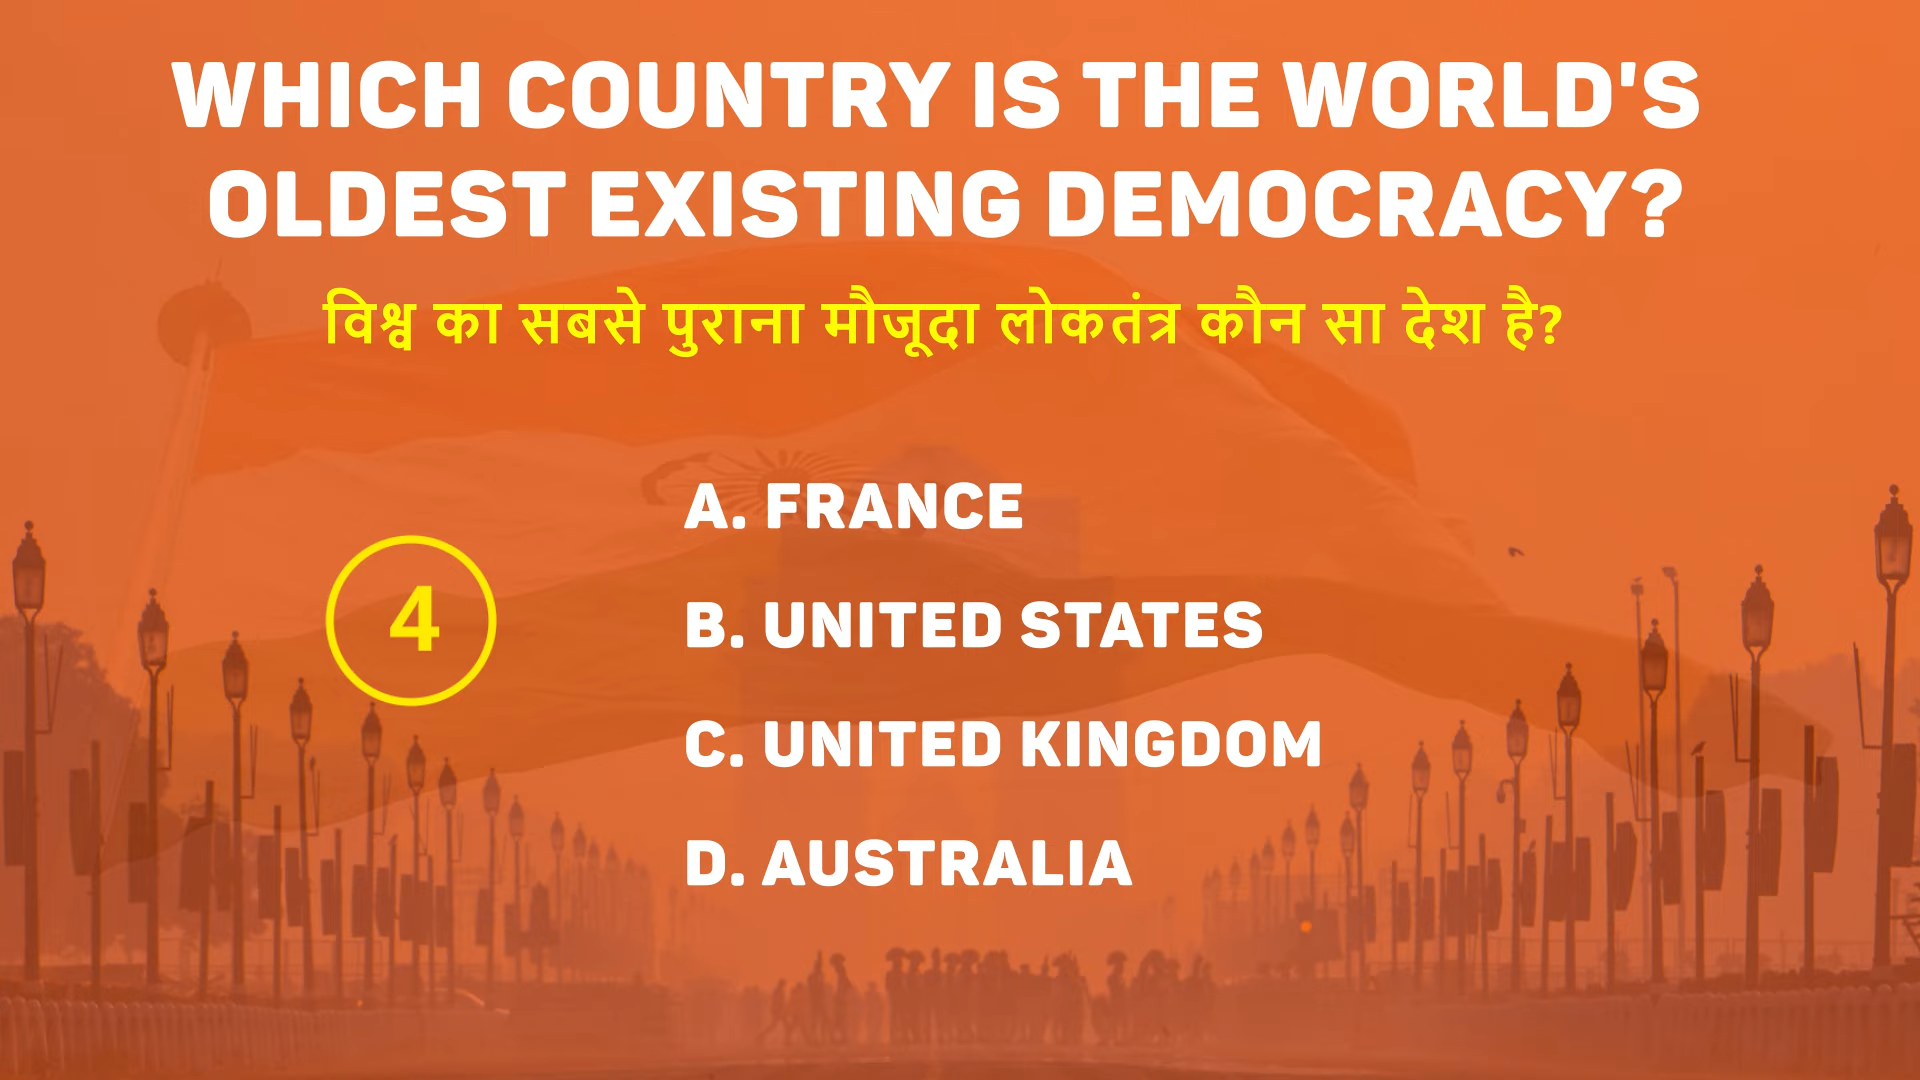 WHICH COUNTRY IS THE WORLD'S
OLDEST EXISTING DEMOCRACY?
विश्व का सबसे पुराना मौजूदा लोकतंत्र कौन सा देश है?
A. FRANCE
4
B. UNITED STATES
C. UNITED KINGDOM
D. AUSTRALIA